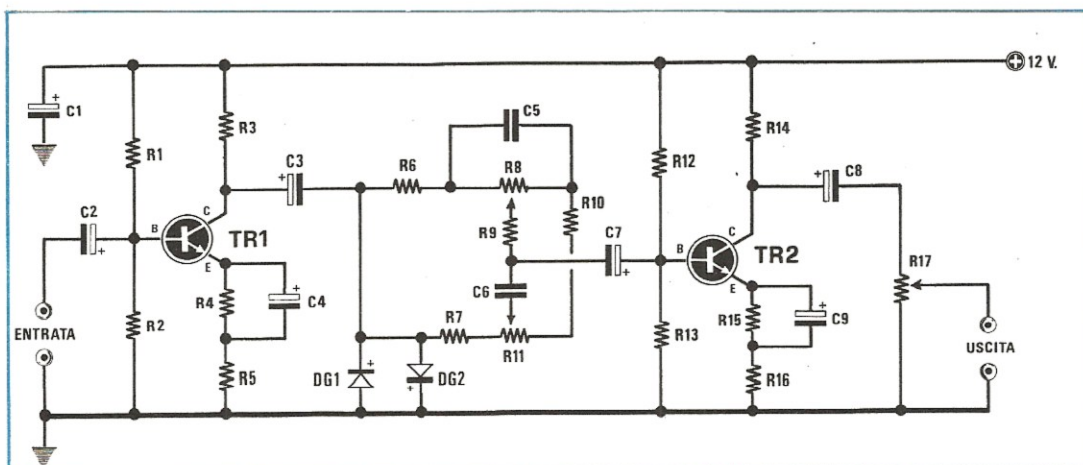 12 V.
C1
R1
R3
C3
C5
R6
R8
R10
R9
R12
R14
C8
C2
B
C
E
TR1
R4
C4
R2
ENTRATA
R5
C6
C7
R7
R11
DG1
DG2
B
C
E
TR2
R13
R15
C9
R16
R17
USCITA